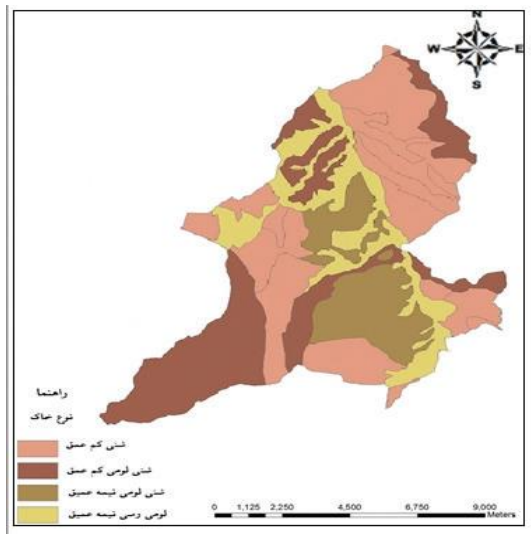 N
W E
S
راهنما
نوع خاک
شنی کم عمق
شنی لومی کم عمق
شنی لومی نیمه عمیق
لومی رسی نیمه عمیق
0 1,125 2,250 4,500 6,750 9,000
Meters